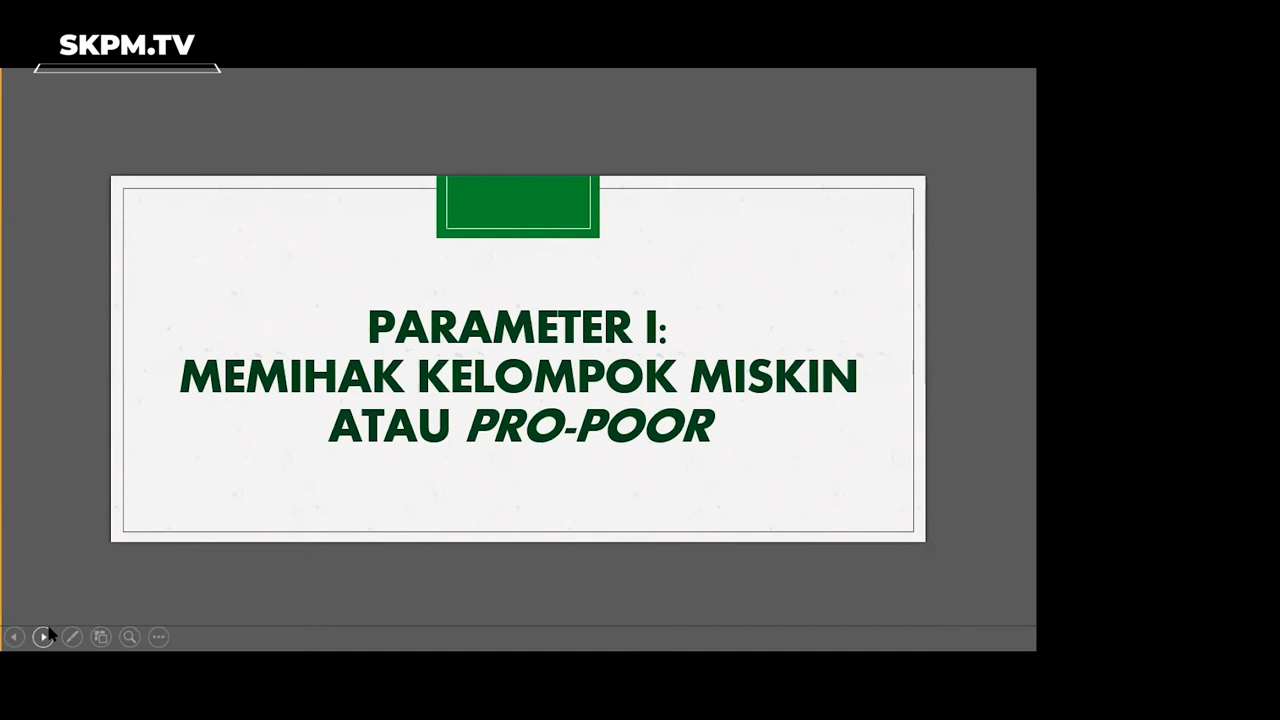 SKPM.TV
PARAMETER I:
MEMIHAK KELOMPOK MISKIN
ATAU PRO-POOR